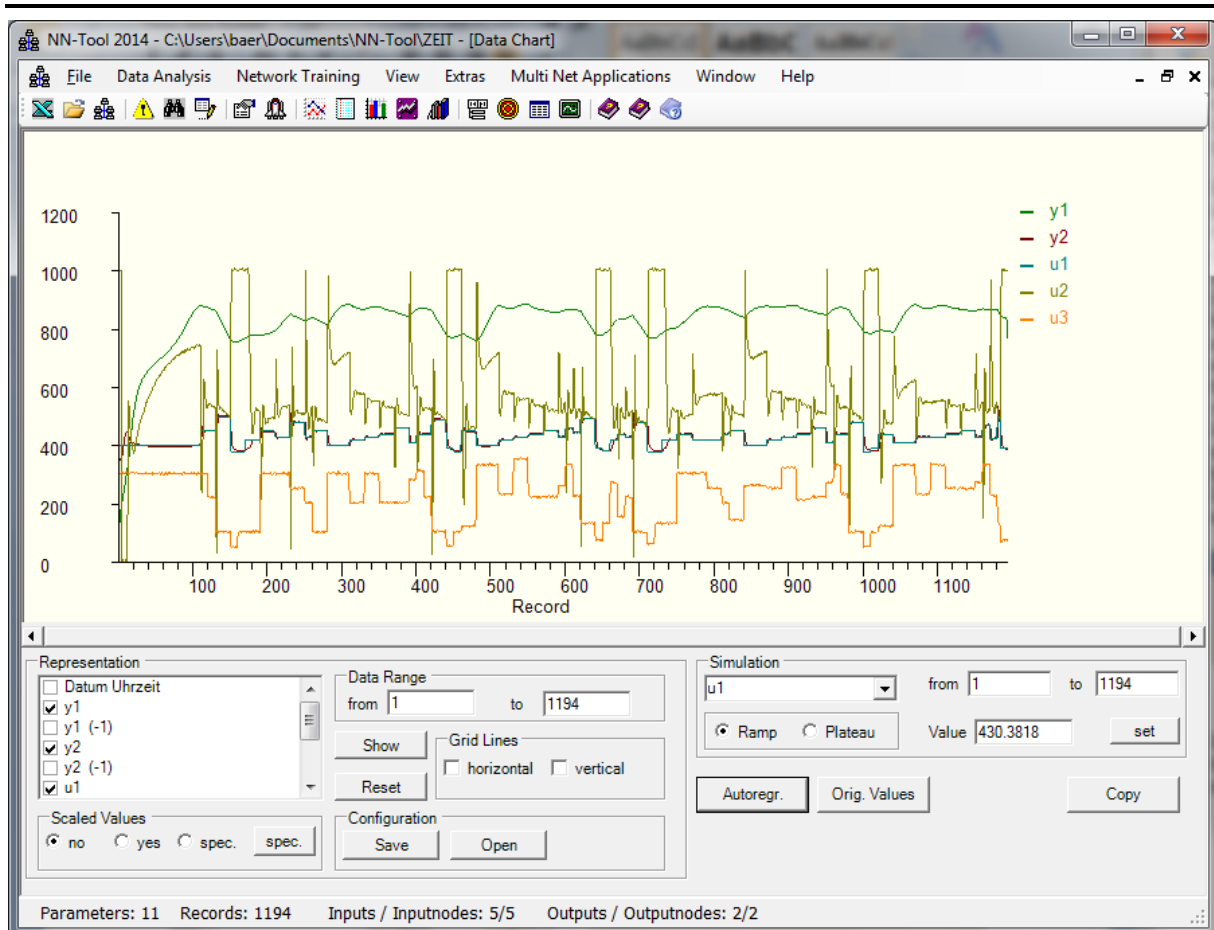 NN-Tool 2014 - C:\Users\baer\Documents\NN-Tool\ZEIT - [Data Chart]
File Data Analysis Network Training View Extras Multi Net Applications Window Help
1200
1000
800
600
400
200
0
y1
y2
u1
u2
u3
100 200 300 400 500 600 700 800 900 1000 1100
Record
Representation
Datum Uhrzeit
y1
y1 (-1)
y2
y2 (-1)
u1
Scaled Values
no yes spec. spec.
Data Range
from 1 to 1194
Show
Reset
Grid Lines
horizontal vertical
Configuration
Save Open
Simulation
u1 from 1 to 1194
Ramp Plateau Value 430.3818 set
Autoregr. Orig. Values Copy
Parameters: 11 Records: 1194 Inputs / Inputnodes: 5/5 Outputs / Outputnodes: 2/2